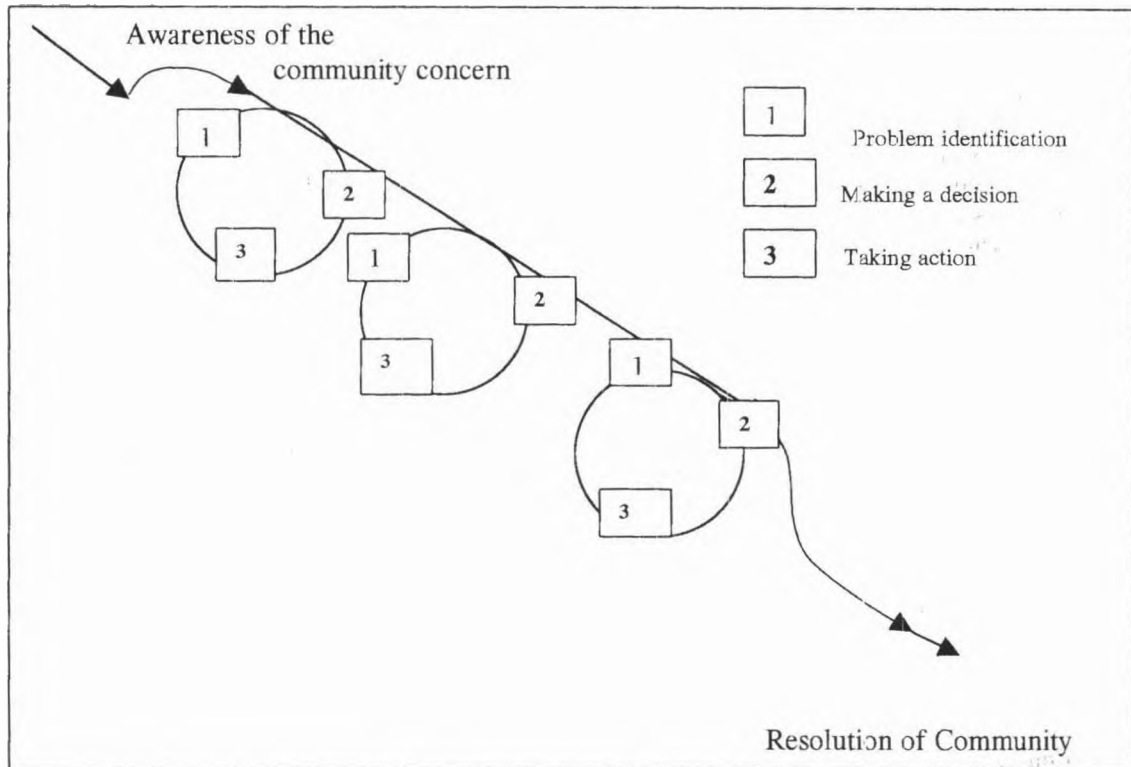 Awareness of the
community concern
1
2
3
1
2
3
1
2
3
1 Problem identification
2 Making a decision
3 Taking action
Resolution of Community